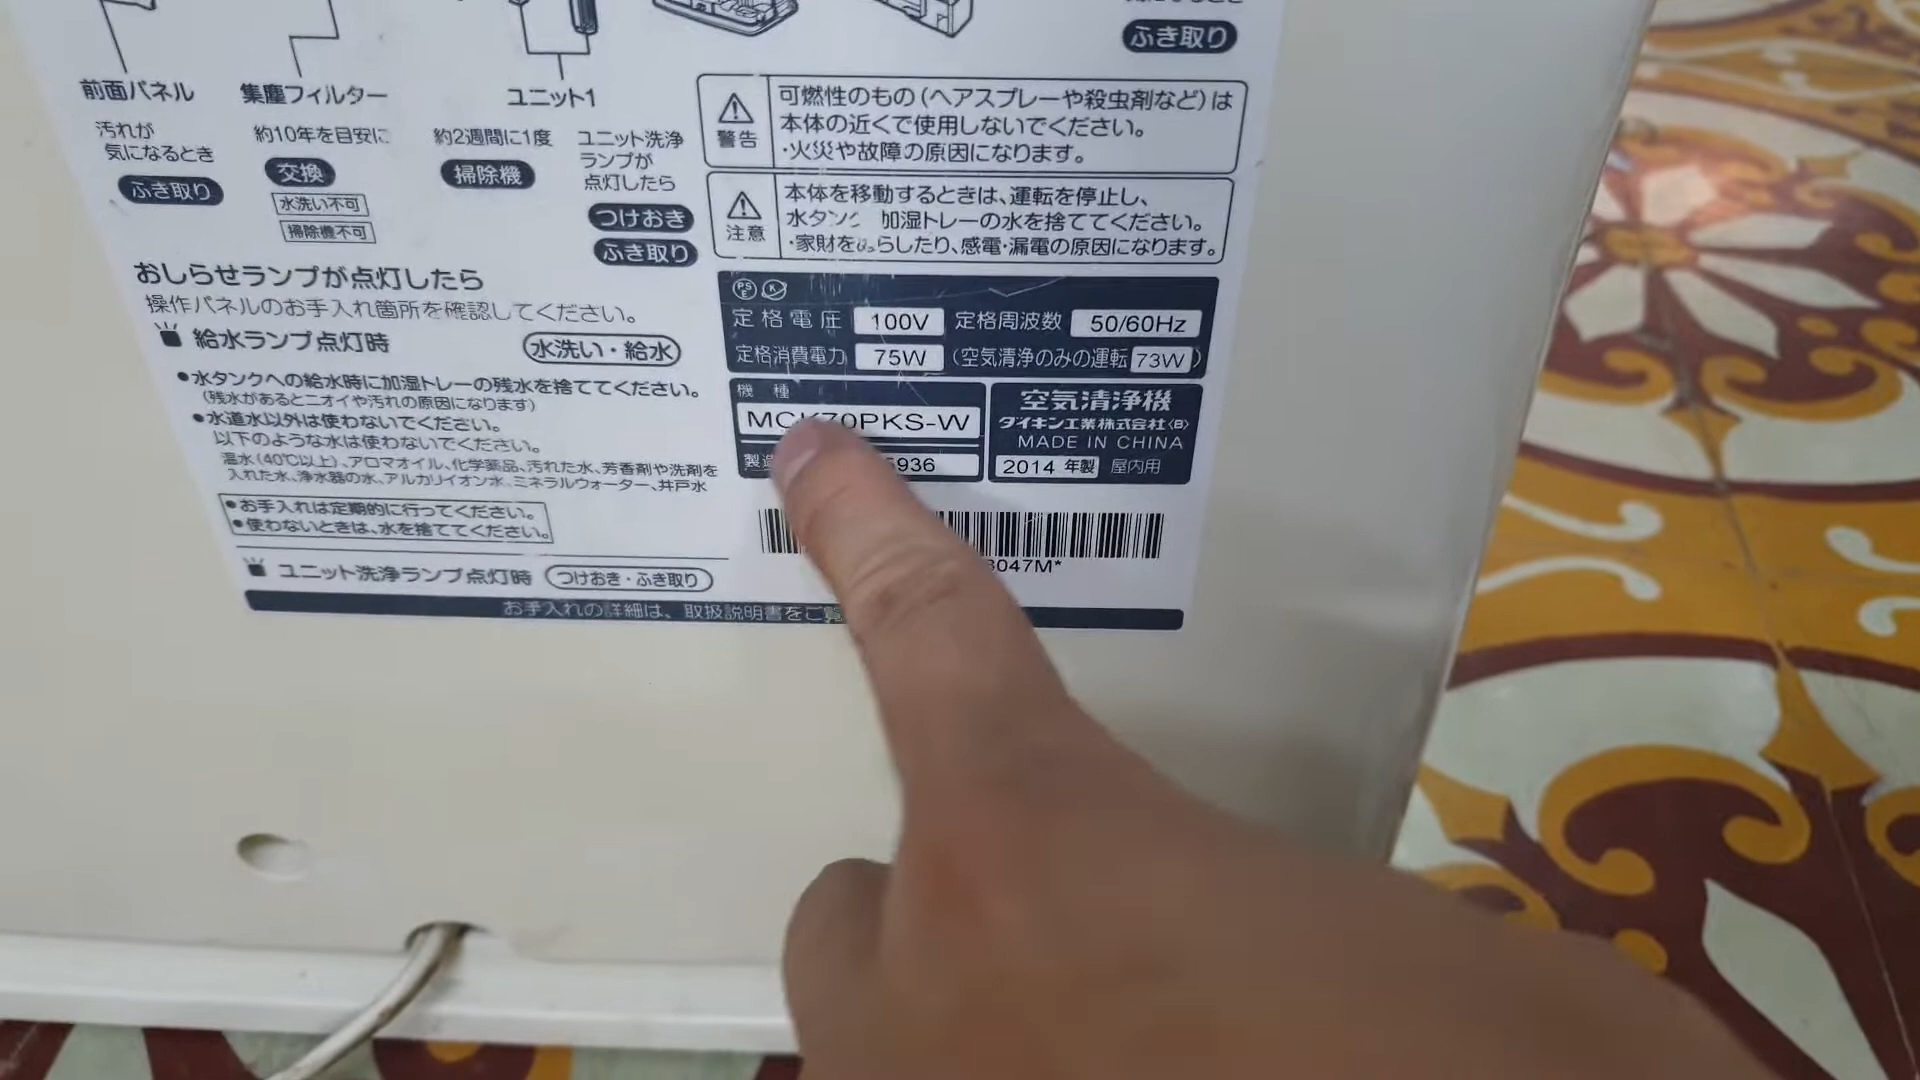 前面パネル
汚れが
気になるとき
ふき取り
集塵フィルター
約10年を目安に
交換
水洗い不可
掃除機不可
約2週間に1度
掃除機
ユニット1
ユニット洗浄
ランプが
点灯したら
つけおき
ふき取り
ふき取り
警告
可燃性のもの(ヘアスプレーや殺虫剤など)は
本体の近くで使用しないでください。
・火災や故障の原因になります。
注意
本体を移動するときは、運転を停止し、
水タンク 加湿トレーの水を捨ててください。
・家財をぬらしたり、感電・漏電の原因になります。
おしらせランプが点灯したら
操作パネルのお手入れ箇所を確認してください。
給水ランプ点灯時 水洗い・給水
●水タンクへの給水時に加湿トレーの残水を捨ててください。
(残水があるとニオイや汚れの原因になります)
●水道水以外は使わないでください。
以下のような水は使わないでください。
温水(40℃以上)、アロマオイル、化学薬品、汚れた水、芳香剤や洗剤を
入れた水、浄水器の水、アルカリイオン水、ミネラルウォーター、井戸水
●お手入れは定期的に行ってください。
●使わないときは、水を捨ててください。
ユニット洗浄ランプ点灯時 つけおき・ふき取り
お手入れの詳細は、取扱説明書をご覧
PSE
定格電圧 100V 定格周波数 50/60Hz
定格消費電力 75W (空気清浄のみの運転 73W)
機種
MCK70PKS-W
5936
空気清浄機
ダイキン工業株式会社〈B〉
MADE IN CHINA
2014 年製 屋内用
3047M*